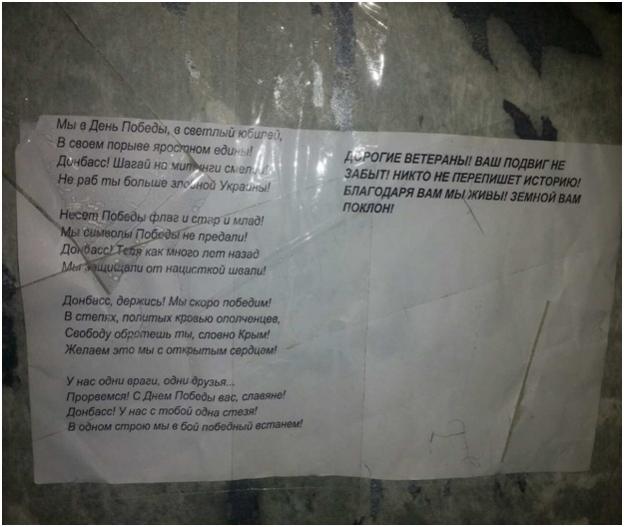 Мы в День Победы, в светлый юбилей,
В своем порыве яростном едины!
Донбасс! Шагай на митинги смелей!
Не раб ты больше злобной Украины!
Несет Победы флаг и стар и млад!
Мы символы Победы не предали!
Донбасс! Тебя как много лет назад
Мы защищали от нацисткой швали!
Донбасс, держись! Мы скоро победим!
В степях, политых кровью ополченцев,
Свободу обретешь ты, словно Крым!
Желаем это мы с открытым сердцем!
У нас одни враги, одни друзья...
Прорвемся! С Днем Победы вас, славяне!
Донбасс! У нас с тобой одна стезя!
В одном строю мы в бой победный встанем!
ДОРОГИЕ ВЕТЕРАНЫ! ВАШ ПОДВИГ НЕ
ЗАБЫТ! НИКТО НЕ ПЕРЕПИШЕТ ИСТОРИЮ!
БЛАГОДАРЯ ВАМ МЫ ЖИВЫ! ЗЕМНОЙ ВАМ
ПОКЛОН!